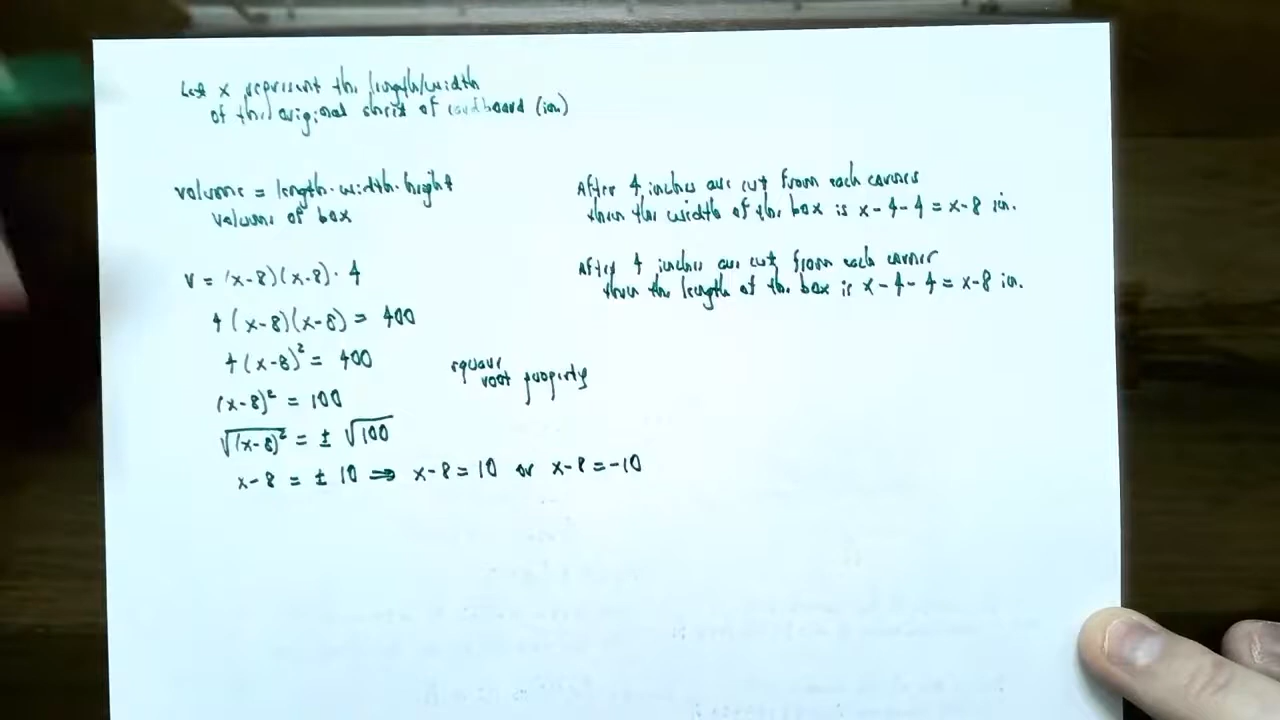 Let x represent the length/width
of the original sheet of cardboard (in)
volume = length·width·height
volume of box
V = (x-8)(x-8)·4
4(x-8)(x-8) = 400
4(x-8)² = 400
(x-8)² = 100
√(x-8)² = ± √100
x-8 = ± 10 ⇒ x-8 = 10 or x-8 = -10
square
root property
After 4 inches are cut from each corner
then the width of the box is x-4-4 = x-8 in.
After 4 inches are cut from each corner
then the length of the box is x-4-4 = x-8 in.